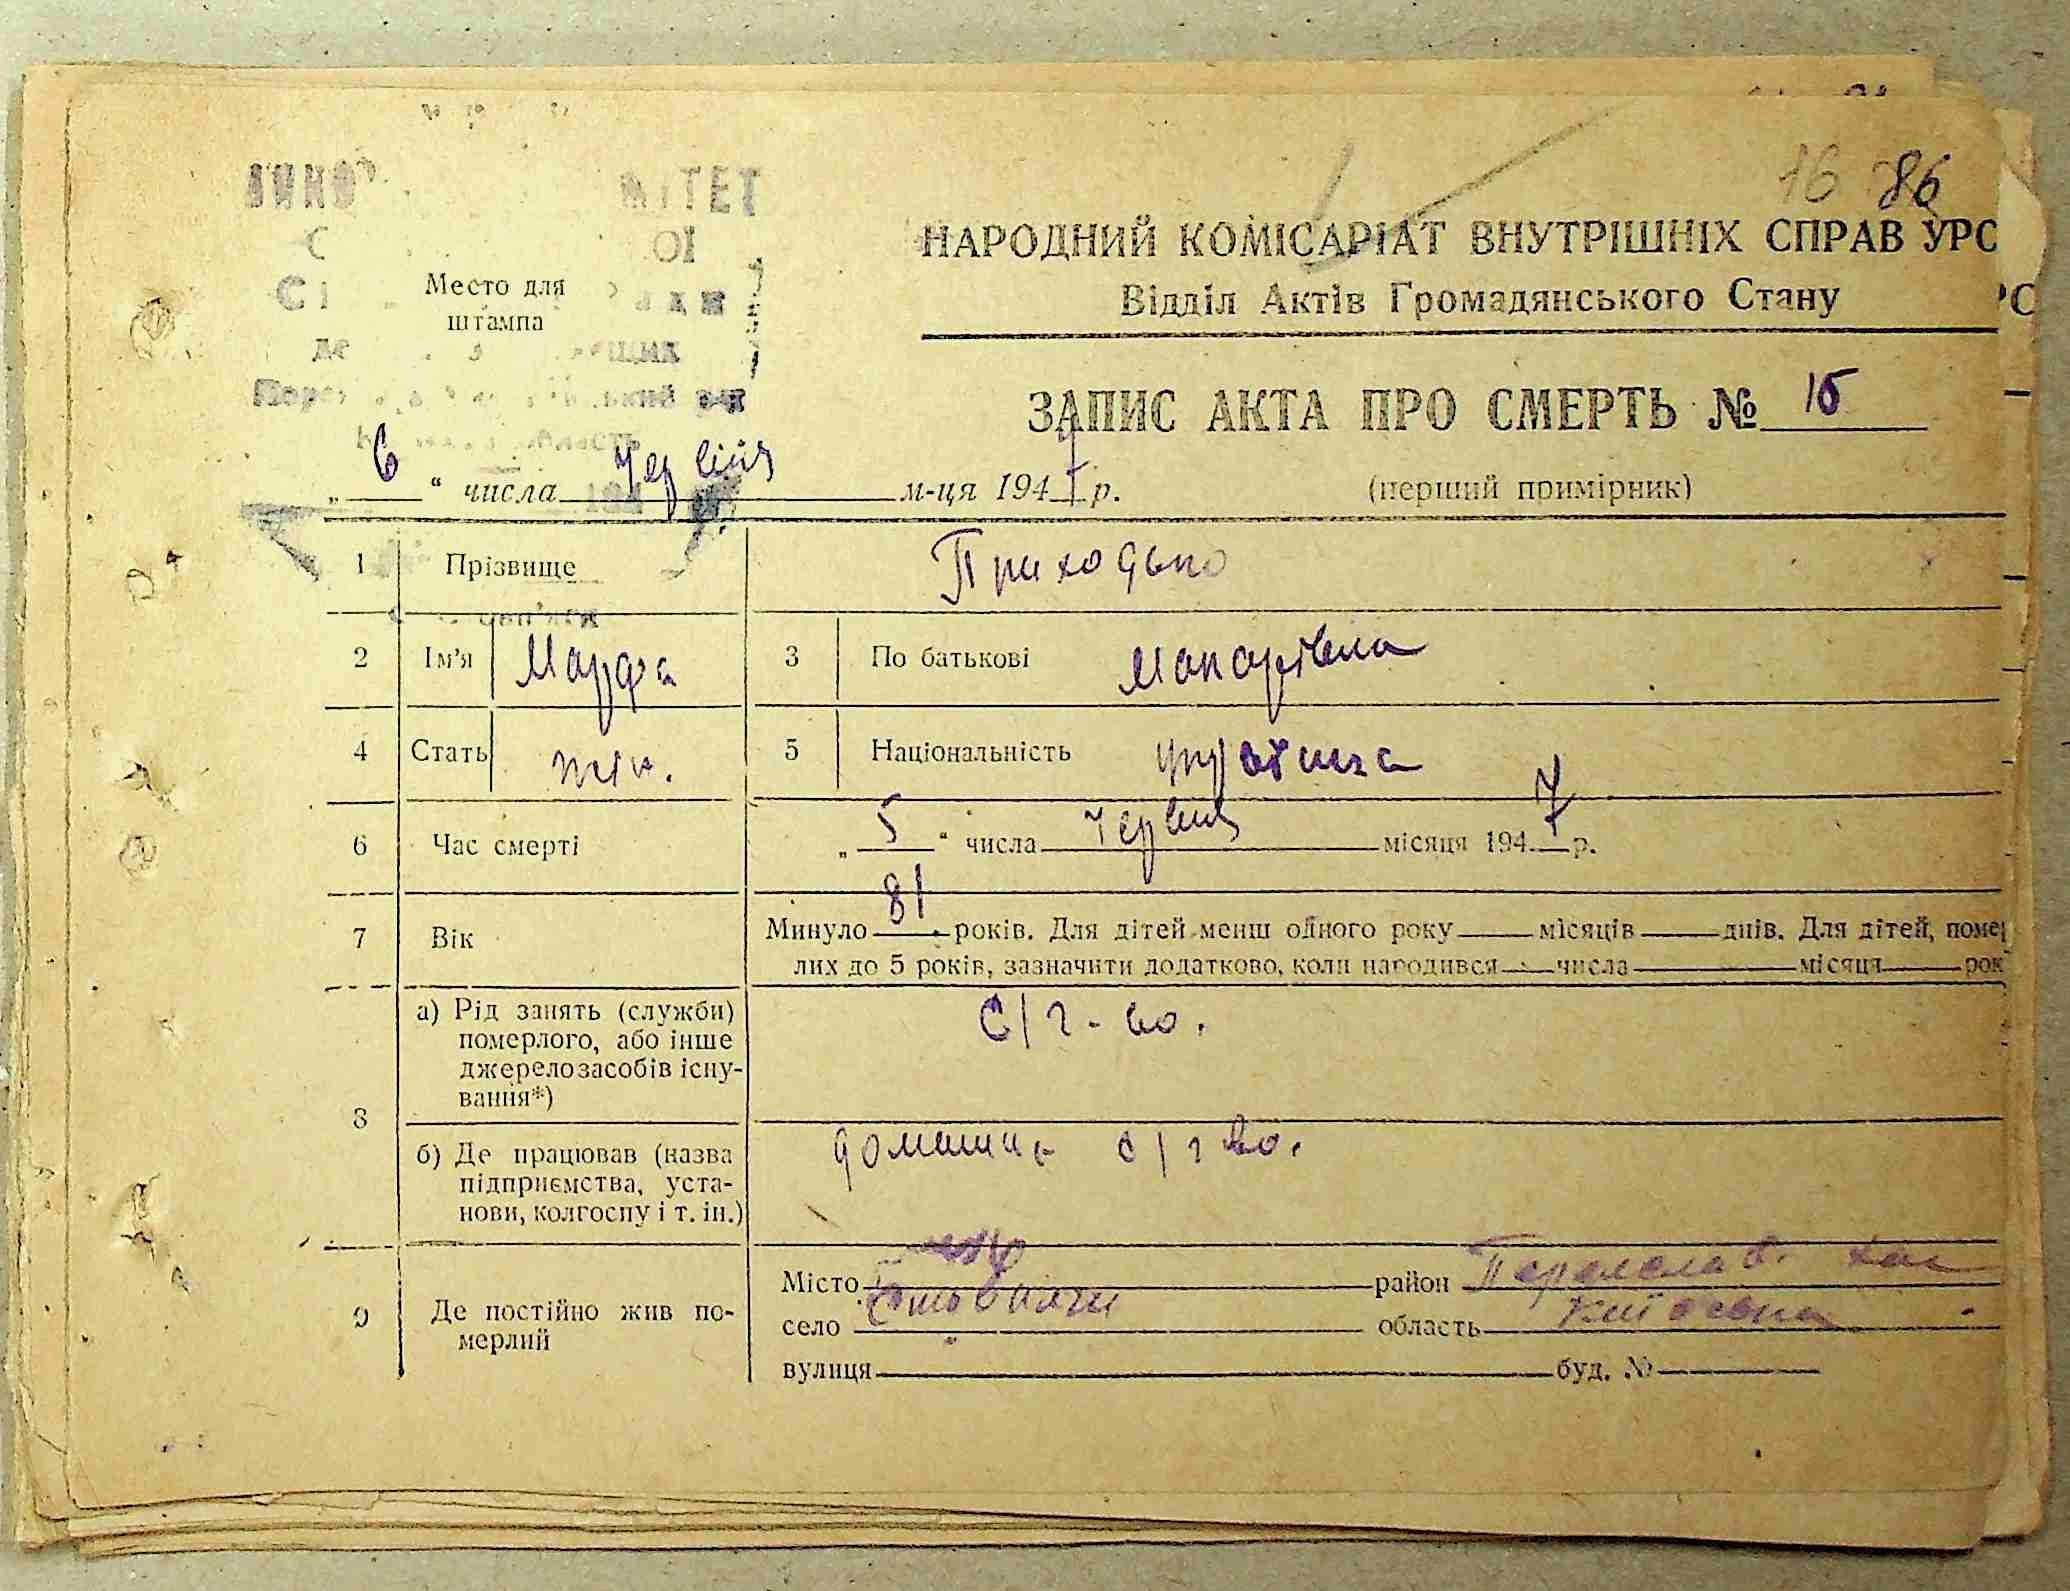 16 86
НАРОДНИЙ КОМІСАРІАТ ВНУТРІШНІХ СПРАВ УРС
Відділ Актів Громадянського Стану
Место для
штампа
ЗАПИС АКТА ПРО СМЕРТЬ № 16
„ 6 “ числа Червня м-ця 1947 р. (перший примірник)
1 Прізвище Приходько
2 Ім'я Марфа 3 По батькові Макарівна
4 Стать жін. 5 Національність українка
6 Час смерті „ 5 “ числа Червня місяця 1947 р.
7 Вік Минуло 81 років. Для дітей менш одного року місяців днів. Для дітей, помер
лих до 5 років, зазначити додатково, коли народився числа місяця рок
8 а) Рід занять (служби)
померлого, або інше
джерело засобів існу-
вання*) С/г-во.
б) Де працював (назва
підприємства, уста-
нови, колгоспу і т. ін.) домашнє с/г во.
9 Де постійно жив по-
мерлий
Місто район Переяслав. Хм
село область Київська
вулиця буд. №